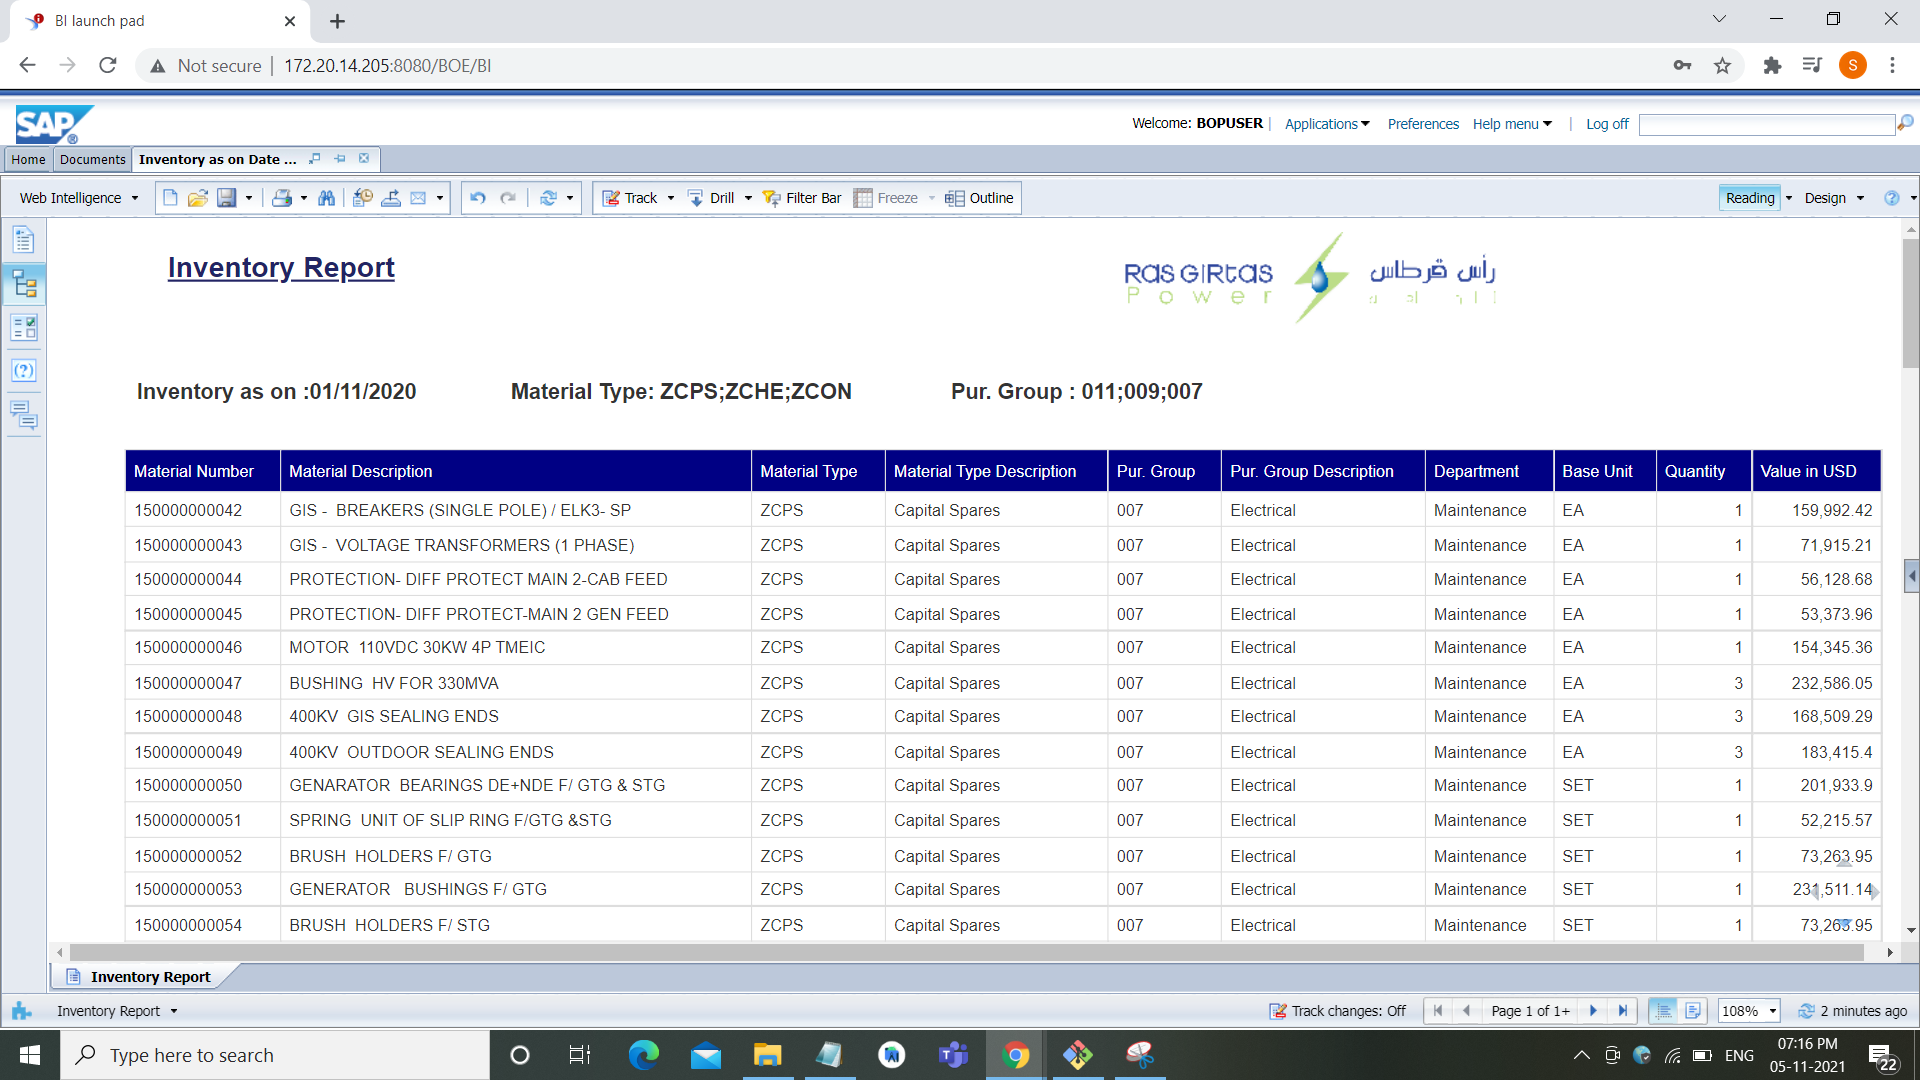 BI launch pad
Not secure 172.20.14.205:8080/BOE/BI
S
SAP
Welcome: BOPUSER Applications Preferences Help menu Log off
Home Documents Inventory as on Date ...
Web Intelligence Track Drill Filter Bar Freeze Outline Reading Design
Inventory Report
RAS GIRTAS رأس قرطاس
Power
Inventory as on :01/11/2020 Material Type: ZCPS;ZCHE;ZCON Pur. Group : 011;009;007
Material Number Material Description Material Type Material Type Description Pur. Group Pur. Group Description Department Base Unit Quantity Value in USD
150000000042 GIS - BREAKERS (SINGLE POLE) / ELK3- SP ZCPS Capital Spares 007 Electrical Maintenance EA 1 159,992.42
150000000043 GIS - VOLTAGE TRANSFORMERS (1 PHASE) ZCPS Capital Spares 007 Electrical Maintenance EA 1 71,915.21
150000000044 PROTECTION- DIFF PROTECT MAIN 2-CAB FEED ZCPS Capital Spares 007 Electrical Maintenance EA 1 56,128.68
150000000045 PROTECTION- DIFF PROTECT-MAIN 2 GEN FEED ZCPS Capital Spares 007 Electrical Maintenance EA 1 53,373.96
150000000046 MOTOR 110VDC 30KW 4P TMEIC ZCPS Capital Spares 007 Electrical Maintenance EA 1 154,345.36
150000000047 BUSHING HV FOR 330MVA ZCPS Capital Spares 007 Electrical Maintenance EA 3 232,586.05
150000000048 400KV GIS SEALING ENDS ZCPS Capital Spares 007 Electrical Maintenance EA 3 168,509.29
150000000049 400KV OUTDOOR SEALING ENDS ZCPS Capital Spares 007 Electrical Maintenance EA 3 183,415.4
150000000050 GENARATOR BEARINGS DE+NDE F/ GTG & STG ZCPS Capital Spares 007 Electrical Maintenance SET 1 201,933.9
150000000051 SPRING UNIT OF SLIP RING F/GTG &STG ZCPS Capital Spares 007 Electrical Maintenance SET 1 52,215.57
150000000052 BRUSH HOLDERS F/ GTG ZCPS Capital Spares 007 Electrical Maintenance SET 1 73,263.95
150000000053 GENERATOR BUSHINGS F/ GTG ZCPS Capital Spares 007 Electrical Maintenance SET 1 231,511.14
150000000054 BRUSH HOLDERS F/ STG ZCPS Capital Spares 007 Electrical Maintenance SET 1 73,263.95
Inventory Report
Inventory Report Track changes: Off Page 1 of 1+ 108% 2 minutes ago
Type here to search ENG 07:16 PM
05-11-2021 22